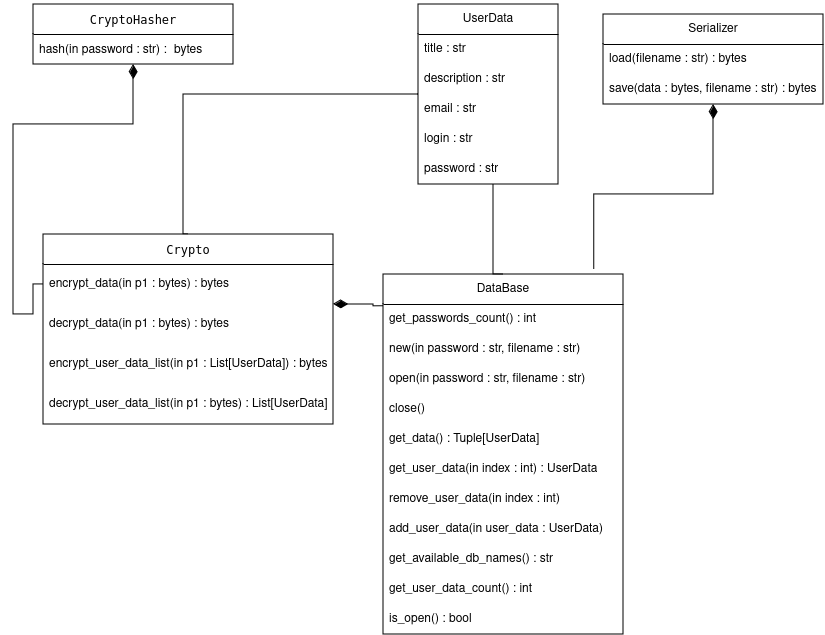 CryptoHasher
hash(in password : str) : bytes
UserData
title : str
description : str
email : str
login : str
password : str
Serializer
load(filename : str) : bytes
save(data : bytes, filename : str) : bytes
Crypto
encrypt_data(in p1 : bytes) : bytes
decrypt_data(in p1 : bytes) : bytes
encrypt_user_data_list(in p1 : List[UserData]) : bytes
decrypt_user_data_list(in p1 : bytes) : List[UserData]
DataBase
get_passwords_count() : int
new(in password : str, filename : str)
open(in password : str, filename : str)
close()
get_data() : Tuple[UserData]
get_user_data(in index : int) : UserData
remove_user_data(in index : int)
add_user_data(in user_data : UserData)
get_available_db_names() : str
get_user_data_count() : int
is_open() : bool